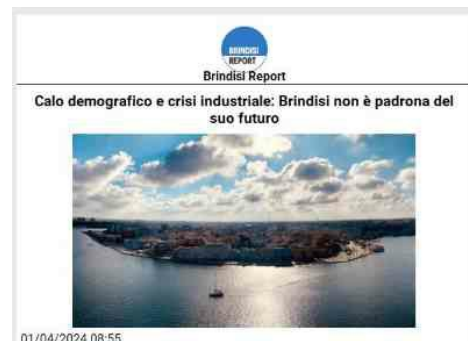 BRINDISI
REPORT
Brindisi Report
Calo demografico e crisi industriale: Brindisi non è padrona del
suo futuro
01/04/2024 08:55